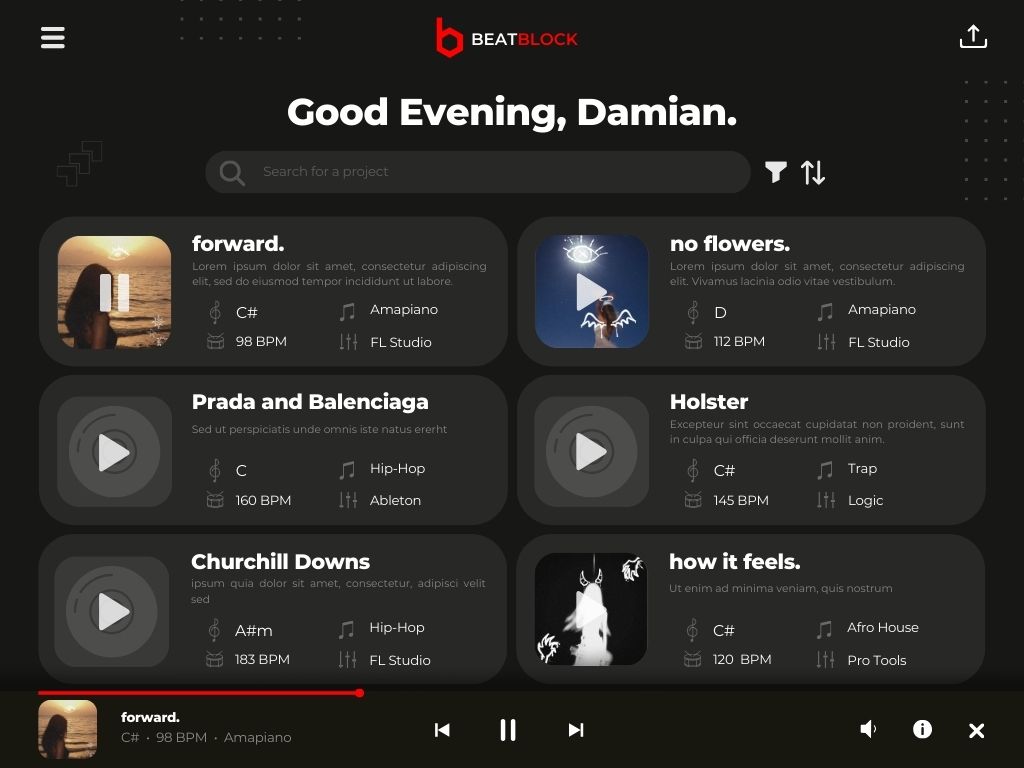 BEATBLOCK
Good Evening, Damian.
Search for a project
forward.
Lorem ipsum dolor sit amet, consectetur adipiscing
elit, sed do eiusmod tempor incididunt ut labore.
C#
Amapiano
98 BPM
FL Studio
no flowers.
Lorem ipsum dolor sit amet, consectetur adipiscing
elit. Vivamus lacinia odio vitae vestibulum.
D
Amapiano
112 BPM
FL Studio
Prada and Balenciaga
Sed ut perspiciatis unde omnis iste natus ererht
C
Hip-Hop
160 BPM
Ableton
Holster
Excepteur sint occaecat cupidatat non proident, sunt
in culpa qui officia deserunt mollit anim.
C#
Trap
145 BPM
Logic
Churchill Downs
ipsum quia dolor sit amet, consectetur, adipisci velit
sed
A#m
Hip-Hop
183 BPM
FL Studio
how it feels.
Ut enim ad minima veniam, quis nostrum
C#
Afro House
120 BPM
Pro Tools
forward.
C# • 98 BPM • Amapiano